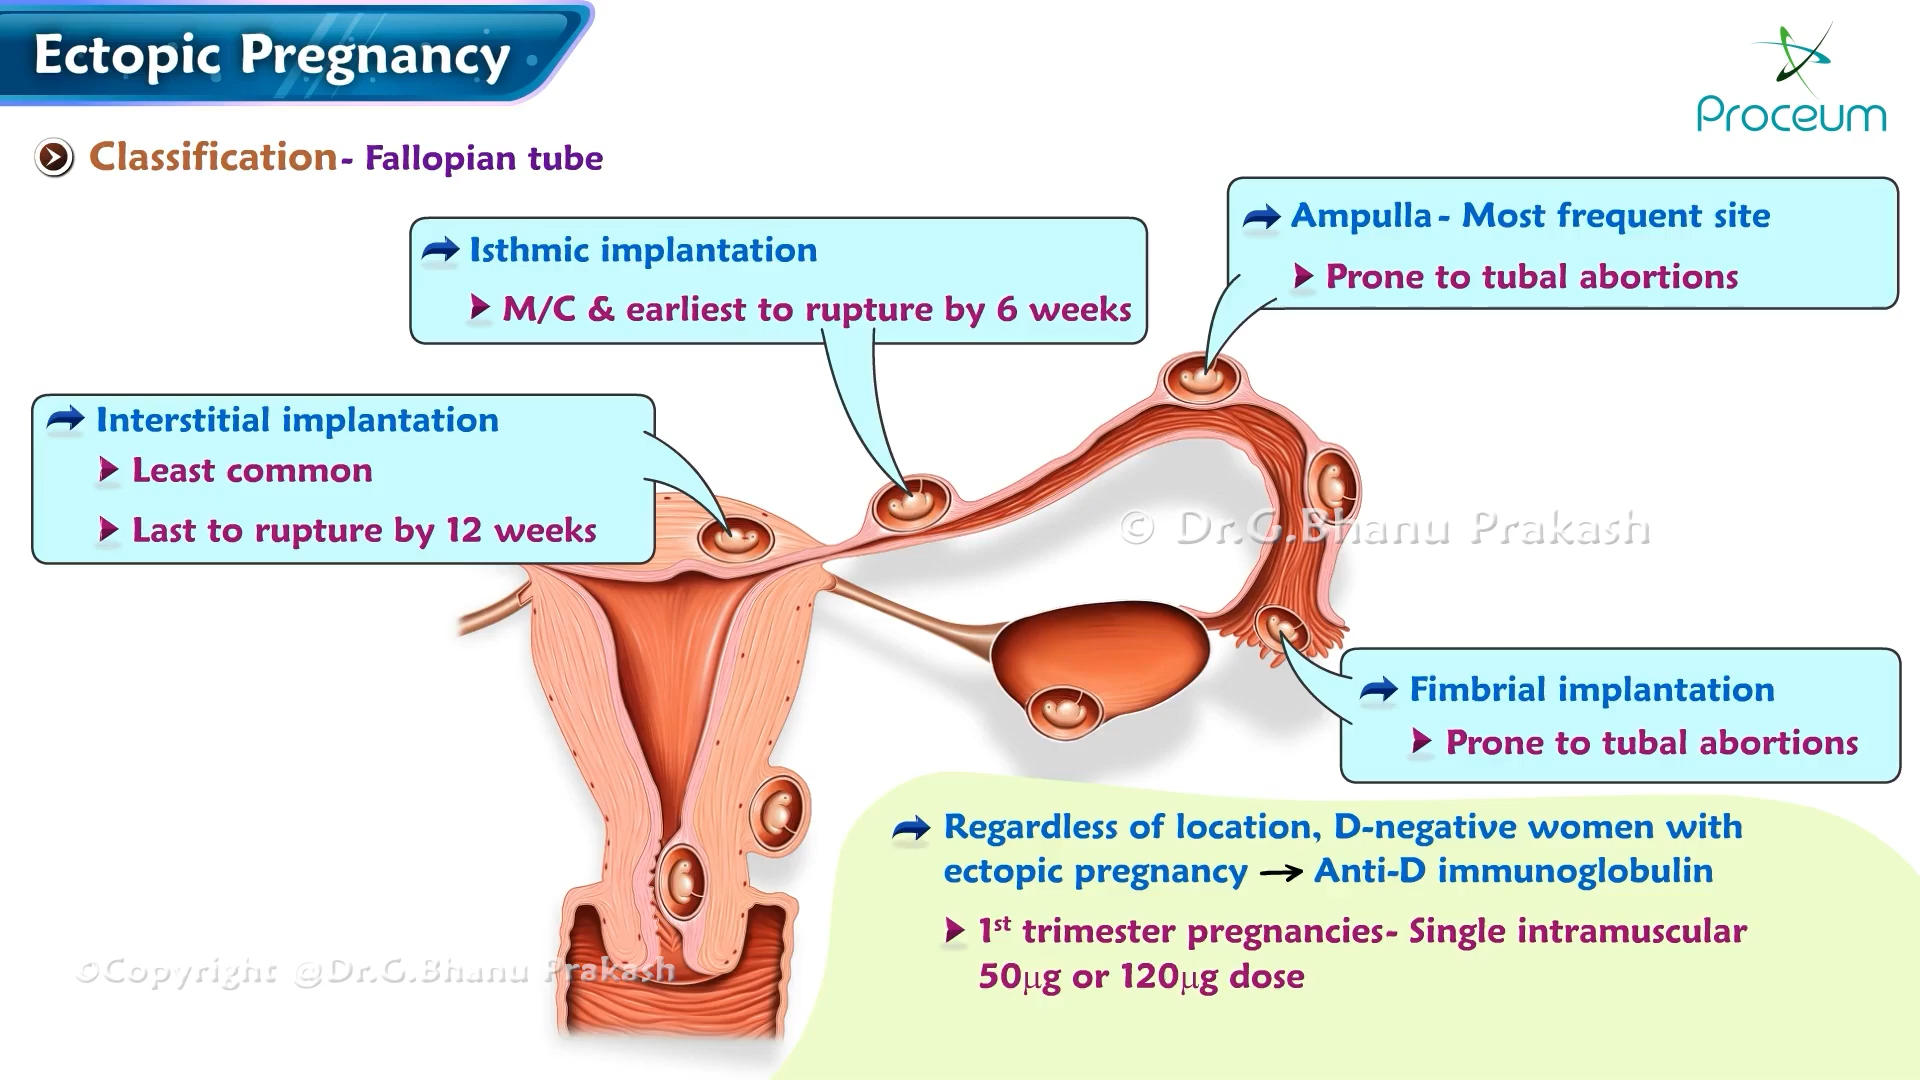 Ectopic Pregnancy
Proceum
Classification- Fallopian tube
Ampulla- Most frequent site
Prone to tubal abortions
Isthmic implantation
M/C & earliest to rupture by 6 weeks
Interstitial implantation
Least common
Last to rupture by 12 weeks
© Dr.G.Bhanu Prakash
Fimbrial implantation
Prone to tubal abortions
Regardless of location, D-negative women with
ectopic pregnancy → Anti-D immunoglobulin
1st trimester pregnancies- Single intramuscular
50µg or 120µg dose
©Copyright @Dr.G.Bhanu Prakash